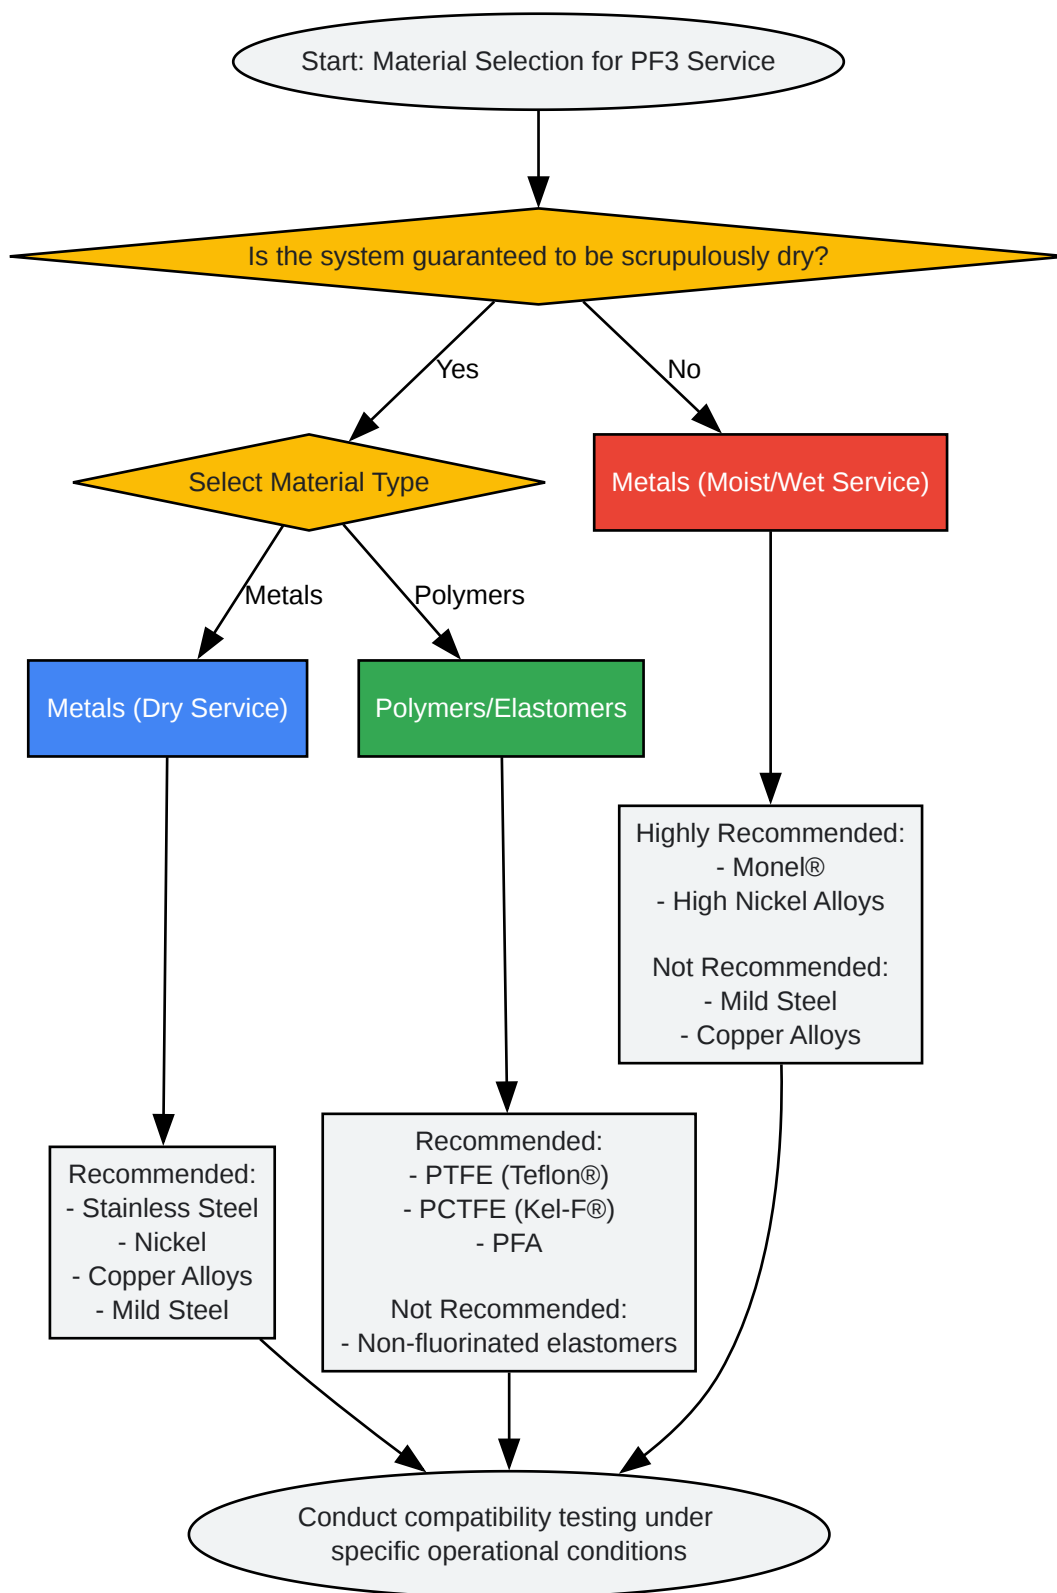 Start: Material Selection for PF3 Service
Is the system guaranteed to be scrupulously dry?
Yes
No
Select Material Type
Metals (Moist/Wet Service)
Metals
Polymers
Metals (Dry Service)
Polymers/Elastomers
Highly Recommended:
- Monel®
- High Nickel Alloys
Not Recommended:
- Mild Steel
- Copper Alloys
Recommended:
- Stainless Steel
- Nickel
- Copper Alloys
- Mild Steel
Recommended:
- PTFE (Teflon®)
- PCTFE (Kel-F®)
- PFA
Not Recommended:
- Non-fluorinated elastomers
Conduct compatibility testing under
specific operational conditions